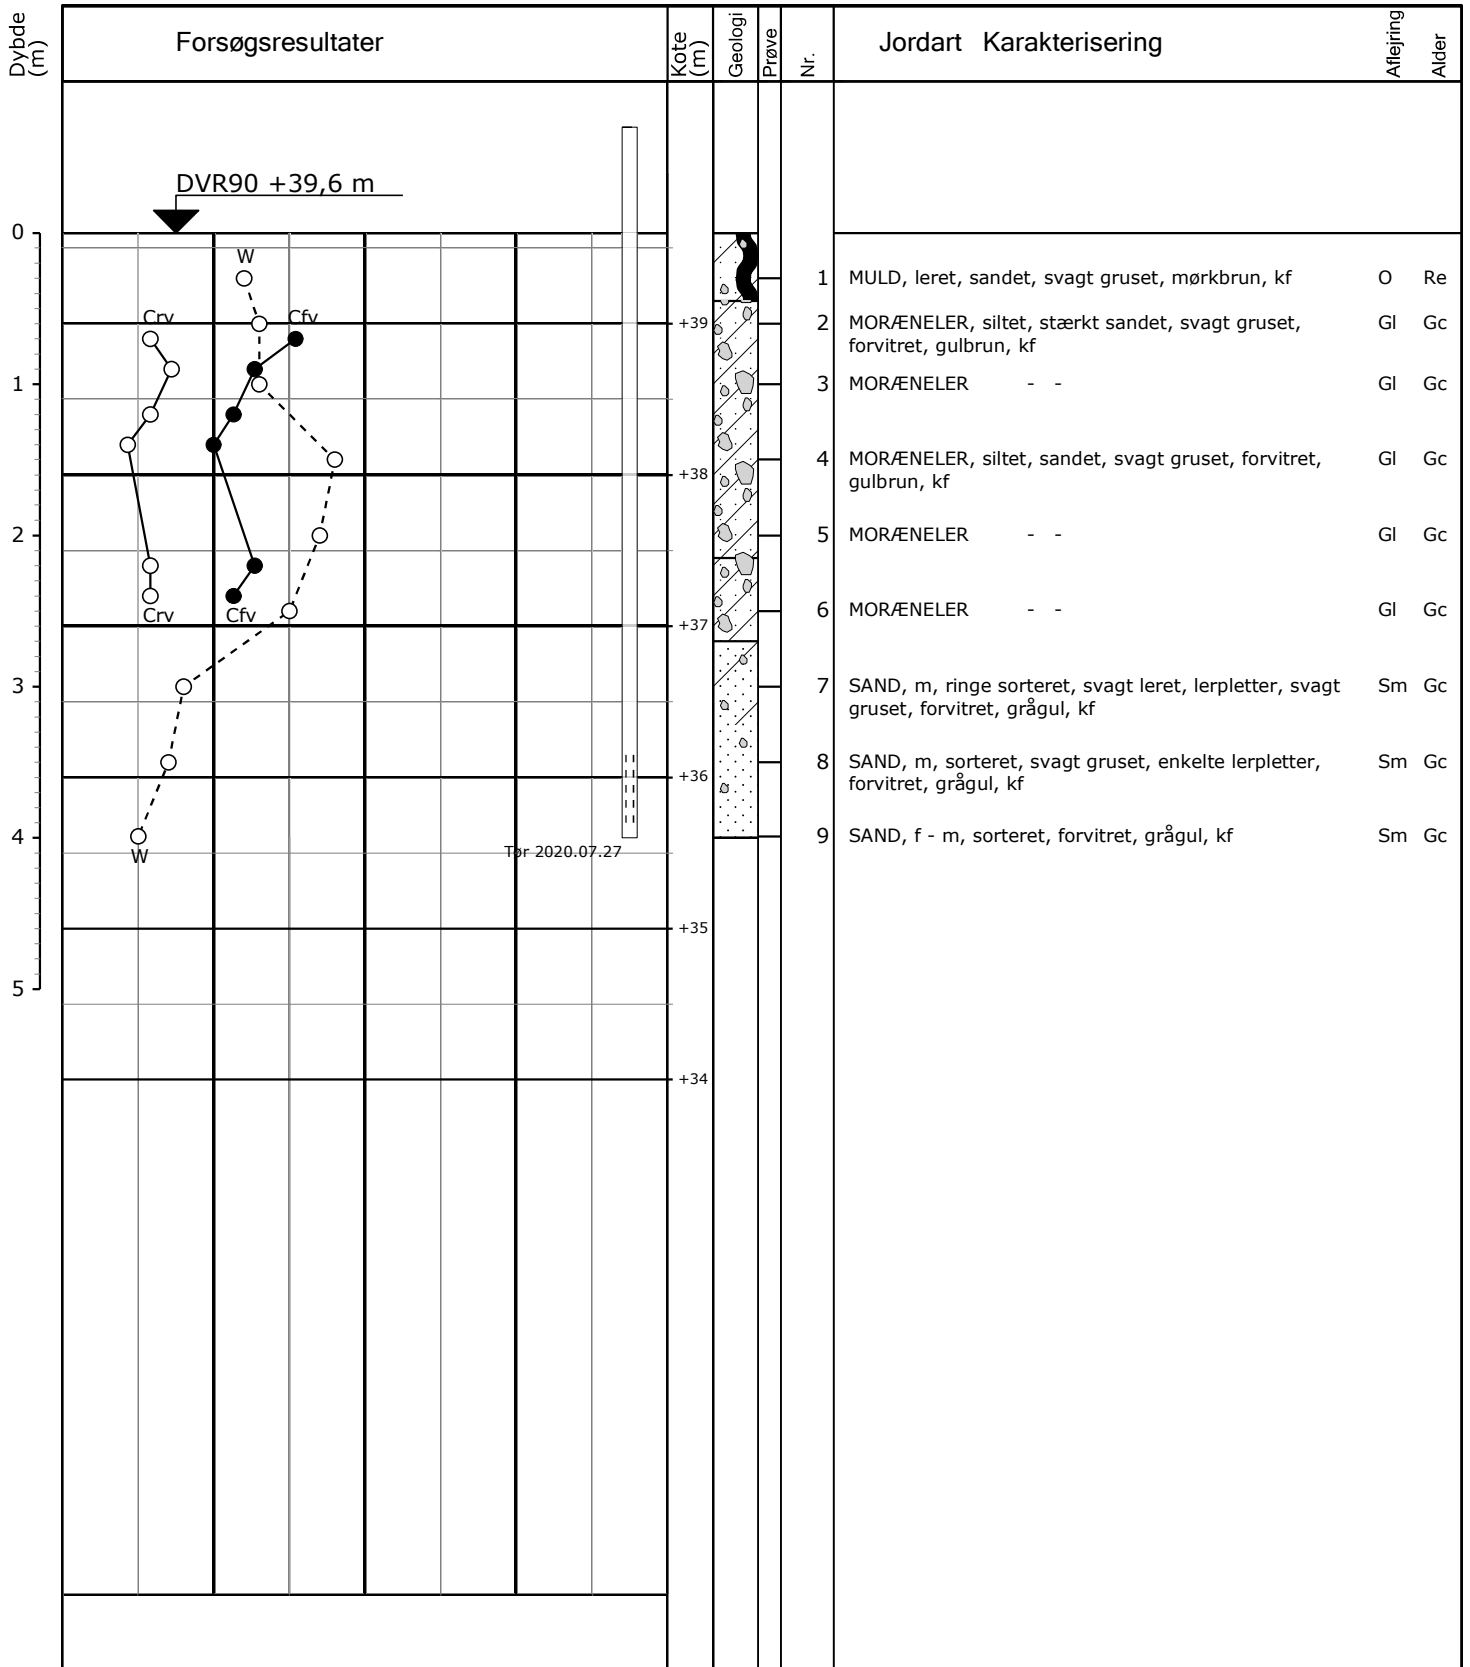 Dybde (m)
Forsøgsresultater
Kote (m)
Geologi
Prøve
Nr.
Jordart Karakterisering
Aflejring
Alder
DVR90 +39,6 m
0
W
1 MULD, leret, sandet, svagt gruset, mørkbrun, kf O Re
Crv
Cfv
+39
2 MORÆNELER, siltet, stærkt sandet, svagt gruset, Gl Gc
forvitret, gulbrun, kf
1
3 MORÆNELER - - Gl Gc
+38
4 MORÆNELER, siltet, sandet, svagt gruset, forvitret, Gl Gc
gulbrun, kf
2
5 MORÆNELER - - Gl Gc
Crv
Cfv
+37
6 MORÆNELER - - Gl Gc
3
7 SAND, m, ringe sorteret, svagt leret, lerpletter, svagt Sm Gc
gruset, forvitret, grågul, kf
+36
8 SAND, m, sorteret, svagt gruset, enkelte lerpletter, Sm Gc
forvitret, grågul, kf
4
W
Tør 2020.07.27
9 SAND, f - m, sorteret, forvitret, grågul, kf Sm Gc
+35
5
+34